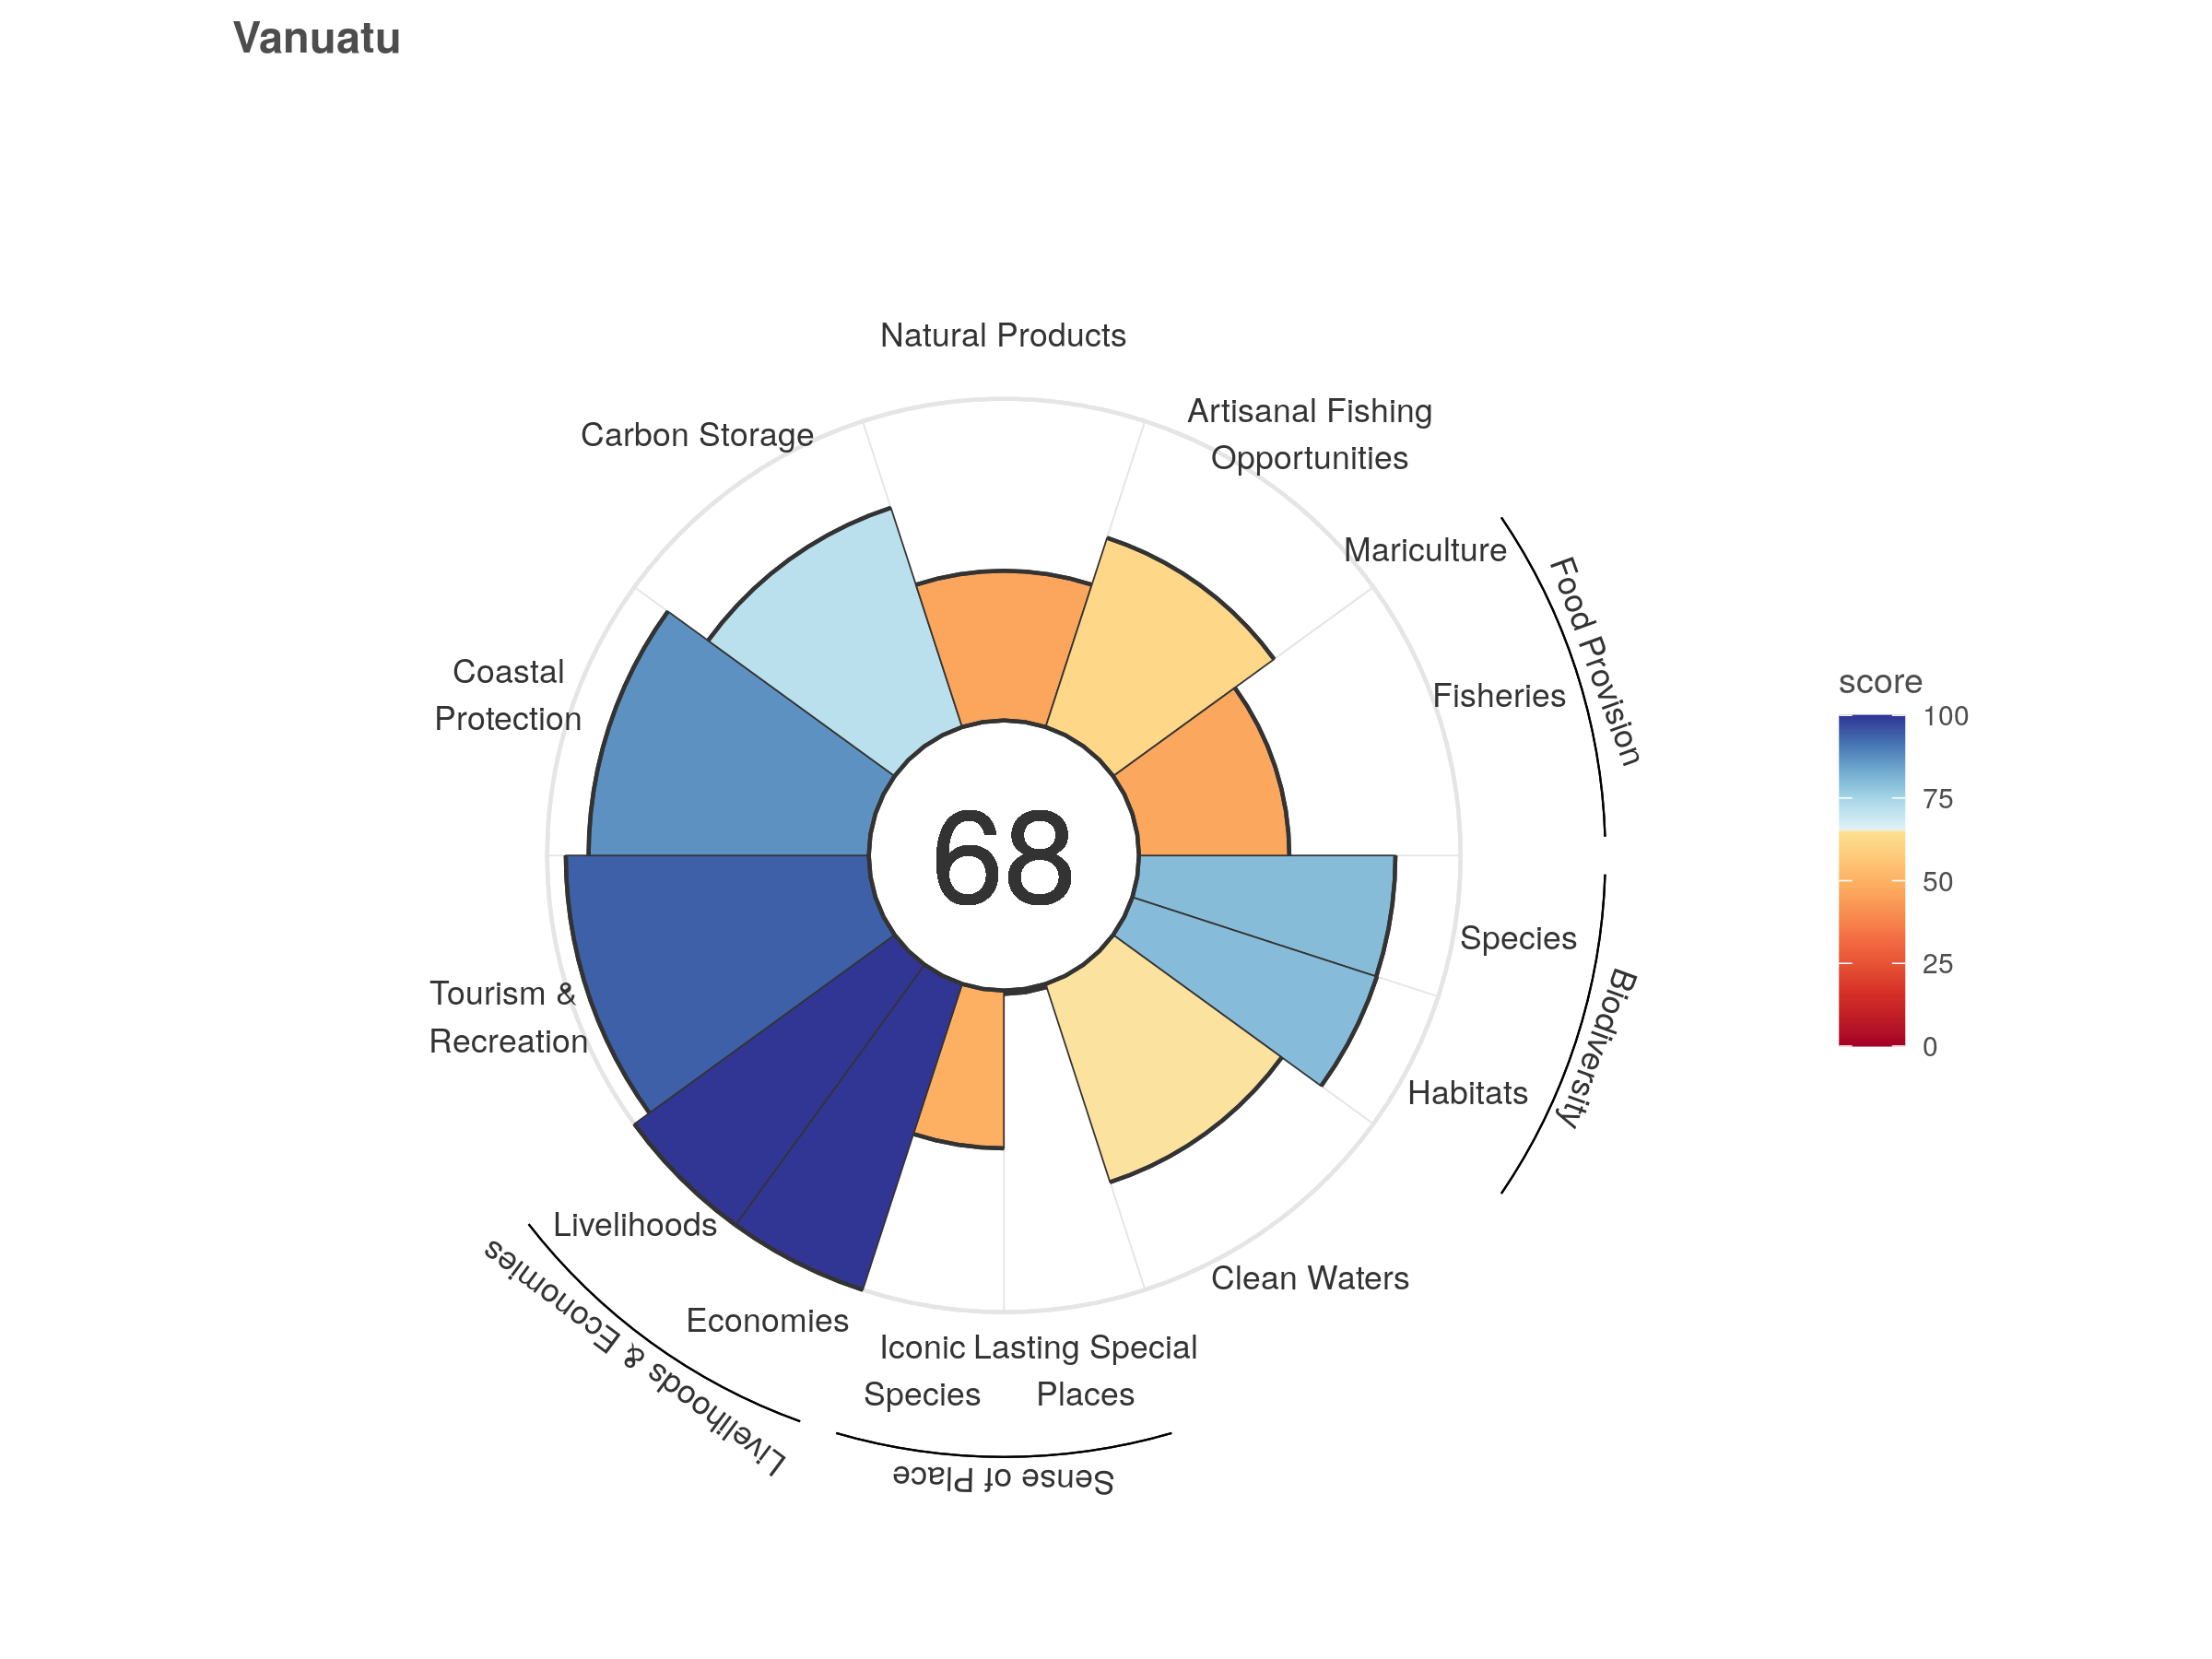 Vanuatu
Natural Products
Artisanal Fishing
Opportunities
Carbon Storage
Mariculture
Food Provision
Fisheries
Coastal
Protection
score
100
75
50
25
0
68
Species
Biodiversity
Habitats
Tourism &
Recreation
Livelihoods
Economies
Livelihoods & Economies
Clean Waters
Iconic
Species
Lasting Special
Places
Sense of Place